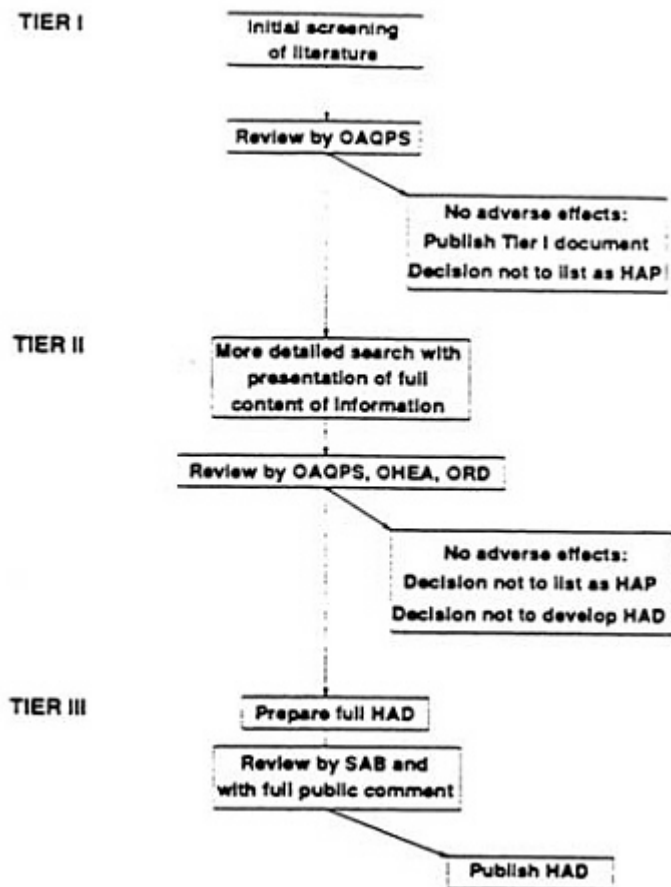 TIER I
Initial screening
of literature
Review by OAQPS
No adverse effects:
Publish Tier I document
Decision not to list as HAP
TIER II
More detailed search with
presentation of full
content of information
Review by OAQPS, OHEA, ORD
No adverse effects:
Decision not to list as HAP
Decision not to develop HAD
TIER III
Prepare full HAD
Review by SAB and
with full public comment
Publish HAD